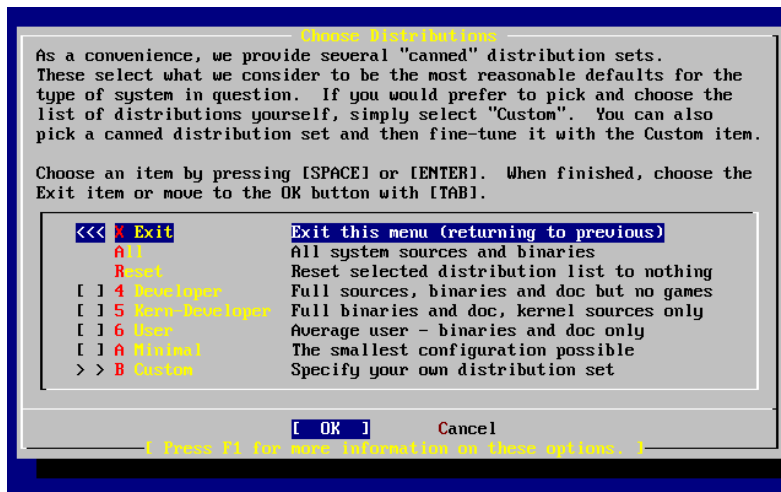 Choose Distributions
As a convenience, we provide several "canned" distribution sets.
These select what we consider to be the most reasonable defaults for the
type of system in question.  If you would prefer to pick and choose the
list of distributions yourself, simply select "Custom".  You can also
pick a canned distribution set and then fine-tune it with the Custom item.
Choose an item by pressing [SPACE] or [ENTER].  When finished, choose the
Exit item or move to the OK button with [TAB].
<<< X Exit Exit this menu (returning to previous)
All All system sources and binaries
Reset Reset selected distribution list to nothing
[ ] 4 Developer Full sources, binaries and doc but no games
[ ] 5 Kern-Developer Full binaries and doc, kernel sources only
[ ] 6 User Average user - binaries and doc only
[ ] A Minimal The smallest configuration possible
> > B Custom Specify your own distribution set
[ OK ] Cancel
[ Press F1 for more information on these options. ]